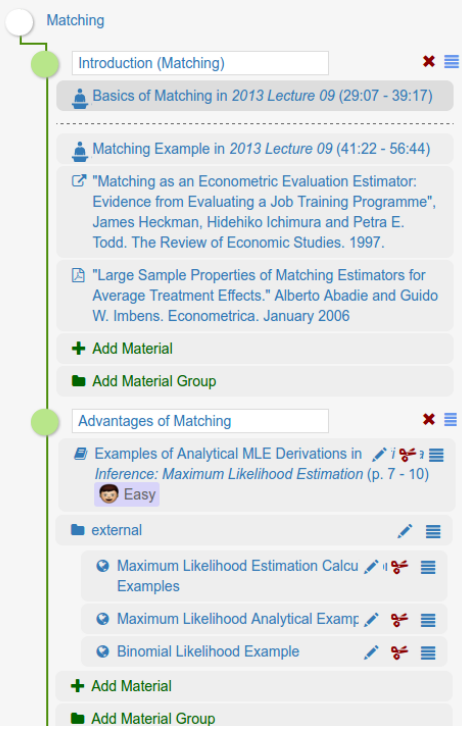 Matching
Introduction (Matching)
Basics of Matching in 2013 Lecture 09 (29:07 - 39:17)
Matching Example in 2013 Lecture 09 (41:22 - 56:44)
"Matching as an Econometric Evaluation Estimator:
Evidence from Evaluating a Job Training Programme",
James Heckman, Hidehiko Ichimura and Petra E.
Todd. The Review of Economic Studies. 1997.
"Large Sample Properties of Matching Estimators for
Average Treatment Effects." Alberto Abadie and Guido
W. Imbens. Econometrica. January 2006
Add Material
Add Material Group
Advantages of Matching
Examples of Analytical MLE Derivations in
Inference: Maximum Likelihood Estimation (p. 7 - 10)
Easy
external
Maximum Likelihood Estimation Calcu
Examples
Maximum Likelihood Analytical Examp
Binomial Likelihood Example
Add Material
Add Material Group